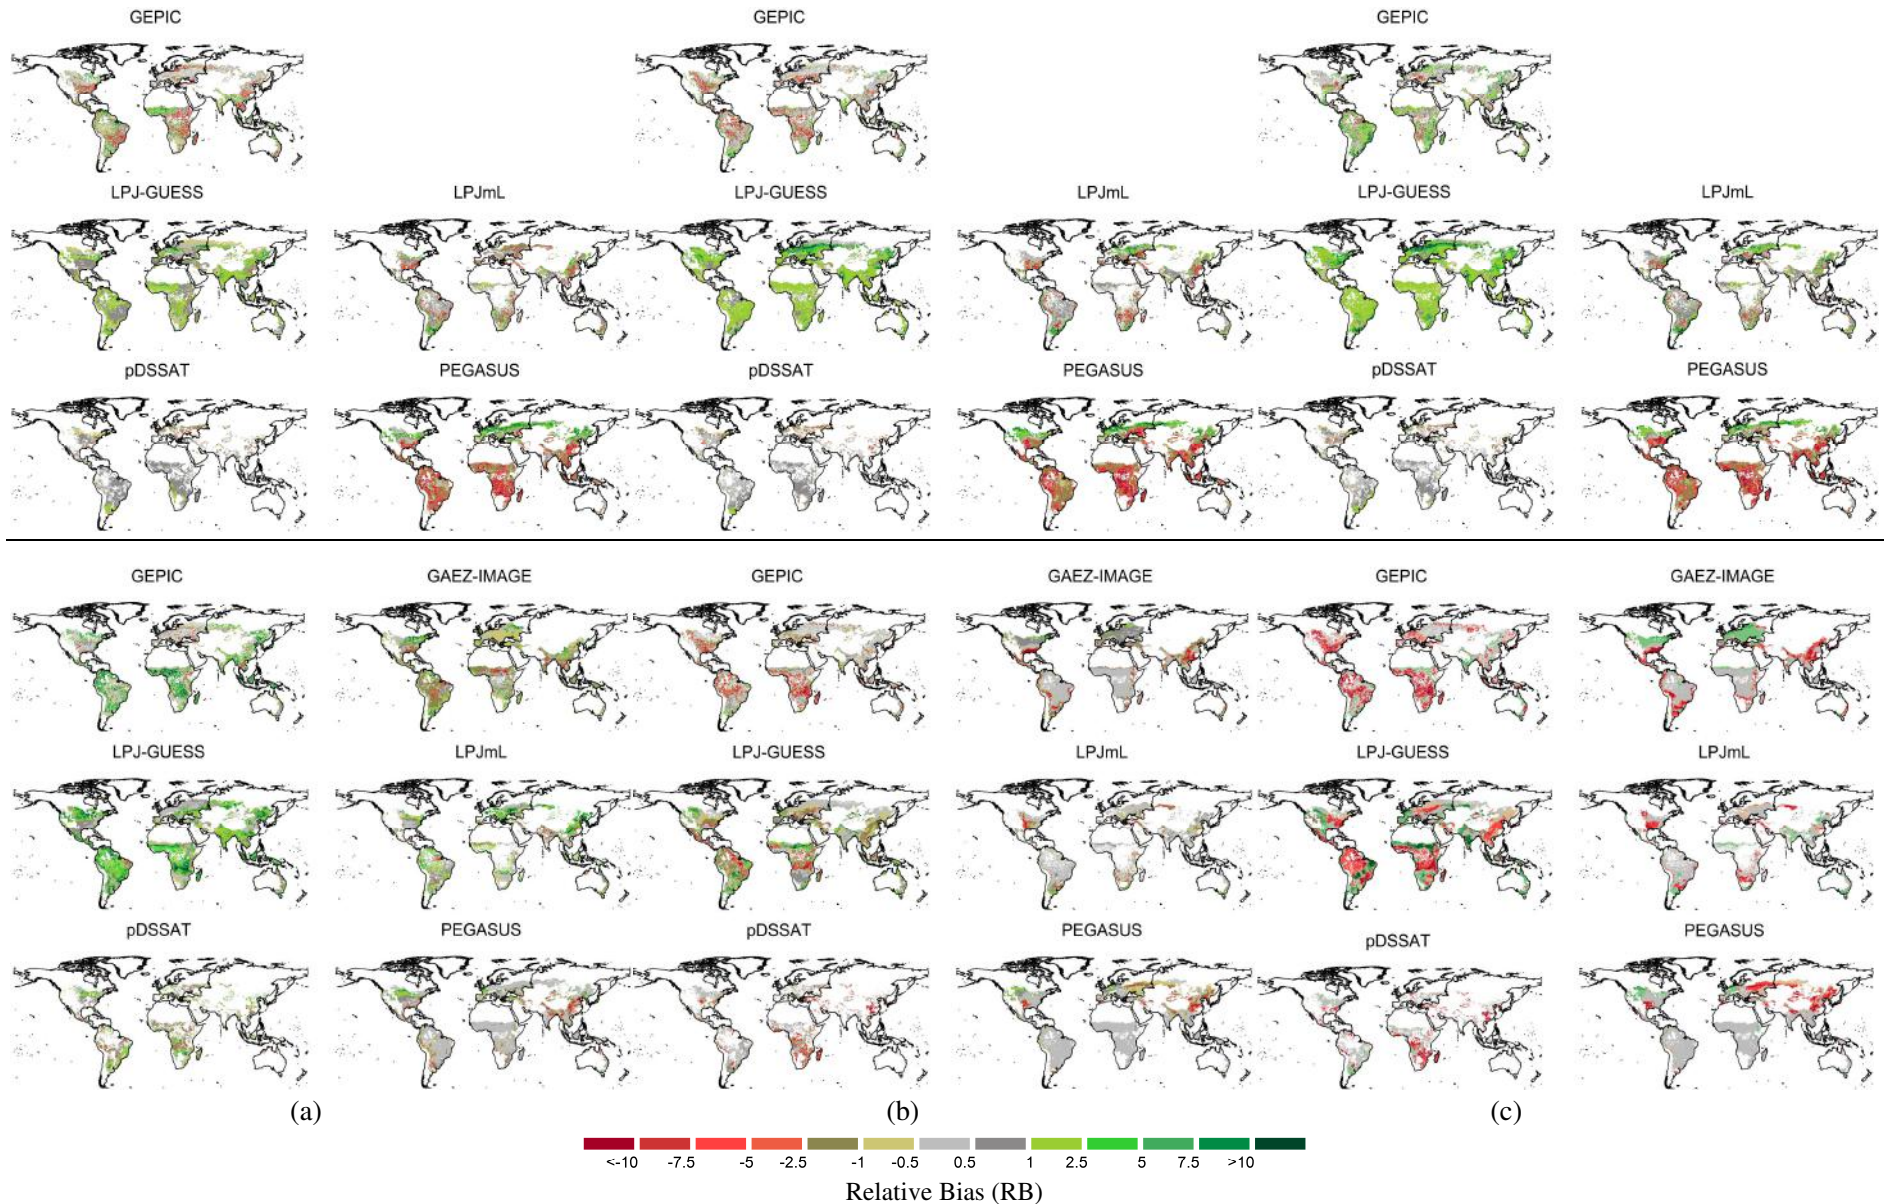 GEPIC GEPIC GEPIC
LPJ-GUESS LPJmL LPJ-GUESS LPJmL LPJ-GUESS LPJmL
pDSSAT PEGASUS pDSSAT PEGASUS pDSSAT PEGASUS
GEPIC GAEZ-IMAGE GEPIC GAEZ-IMAGE GEPIC GAEZ-IMAGE
LPJ-GUESS LPJmL LPJ-GUESS LPJmL LPJ-GUESS LPJmL
pDSSAT PEGASUS pDSSAT PEGASUS pDSSAT PEGASUS
(a) (b) (c)
<-10 -7.5 -5 -2.5 -1 -0.5 0.5 1 2.5 5 7.5 >10
Relative Bias (RB)